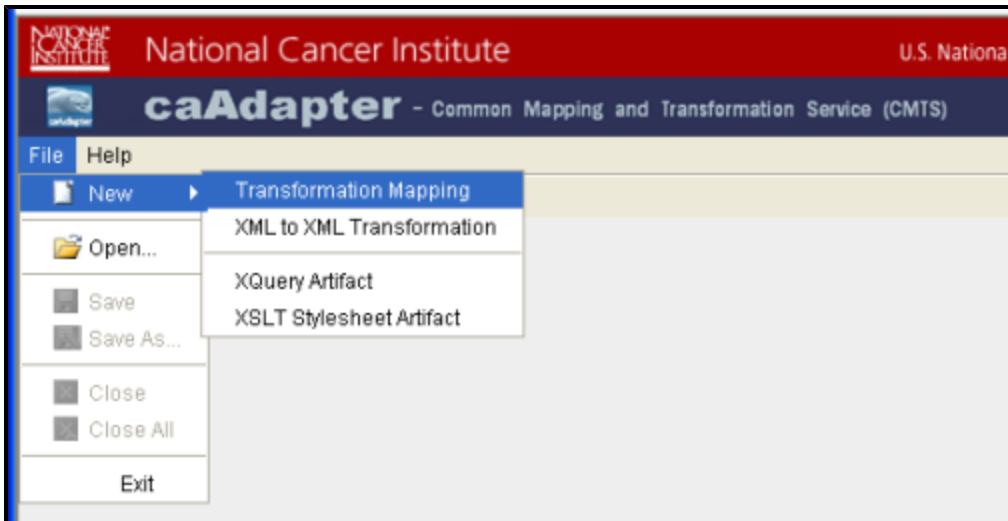 NATIONAL
CANCER
INSTITUTE
National Cancer Institute
U.S. Nationa
caAdapter
caAdapter - Common Mapping and Transformation Service (CMTS)
File Help
New
Transformation Mapping
XML to XML Transformation
XQuery Artifact
XSLT Stylesheet Artifact
Open...
Save
Save As...
Close
Close All
Exit